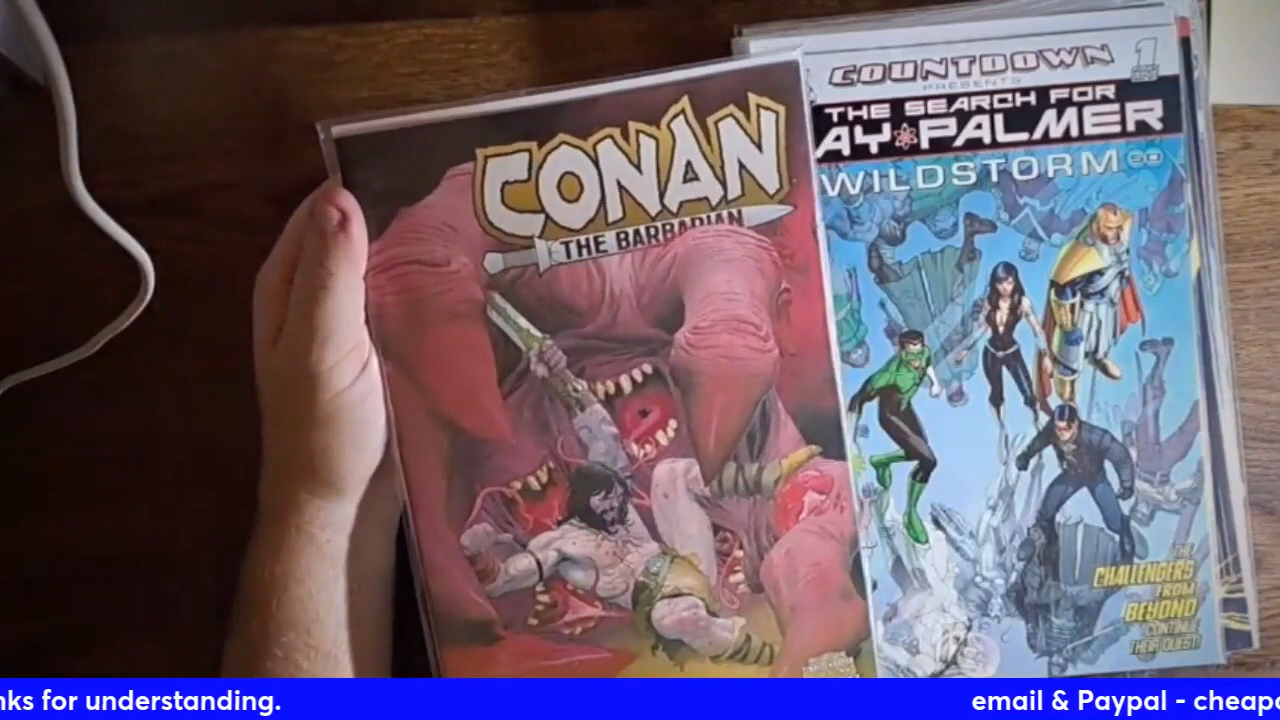 CONAN
THE BARBARIAN
COUNTDOWN
PRESENTS
1
THE SEARCH FOR
AY PALMER
WILDSTORM
THE
CHALLENGERS
FROM
BEYOND
CONTINUE
THEIR QUEST!
nks for understanding.
email & Paypal - cheapc